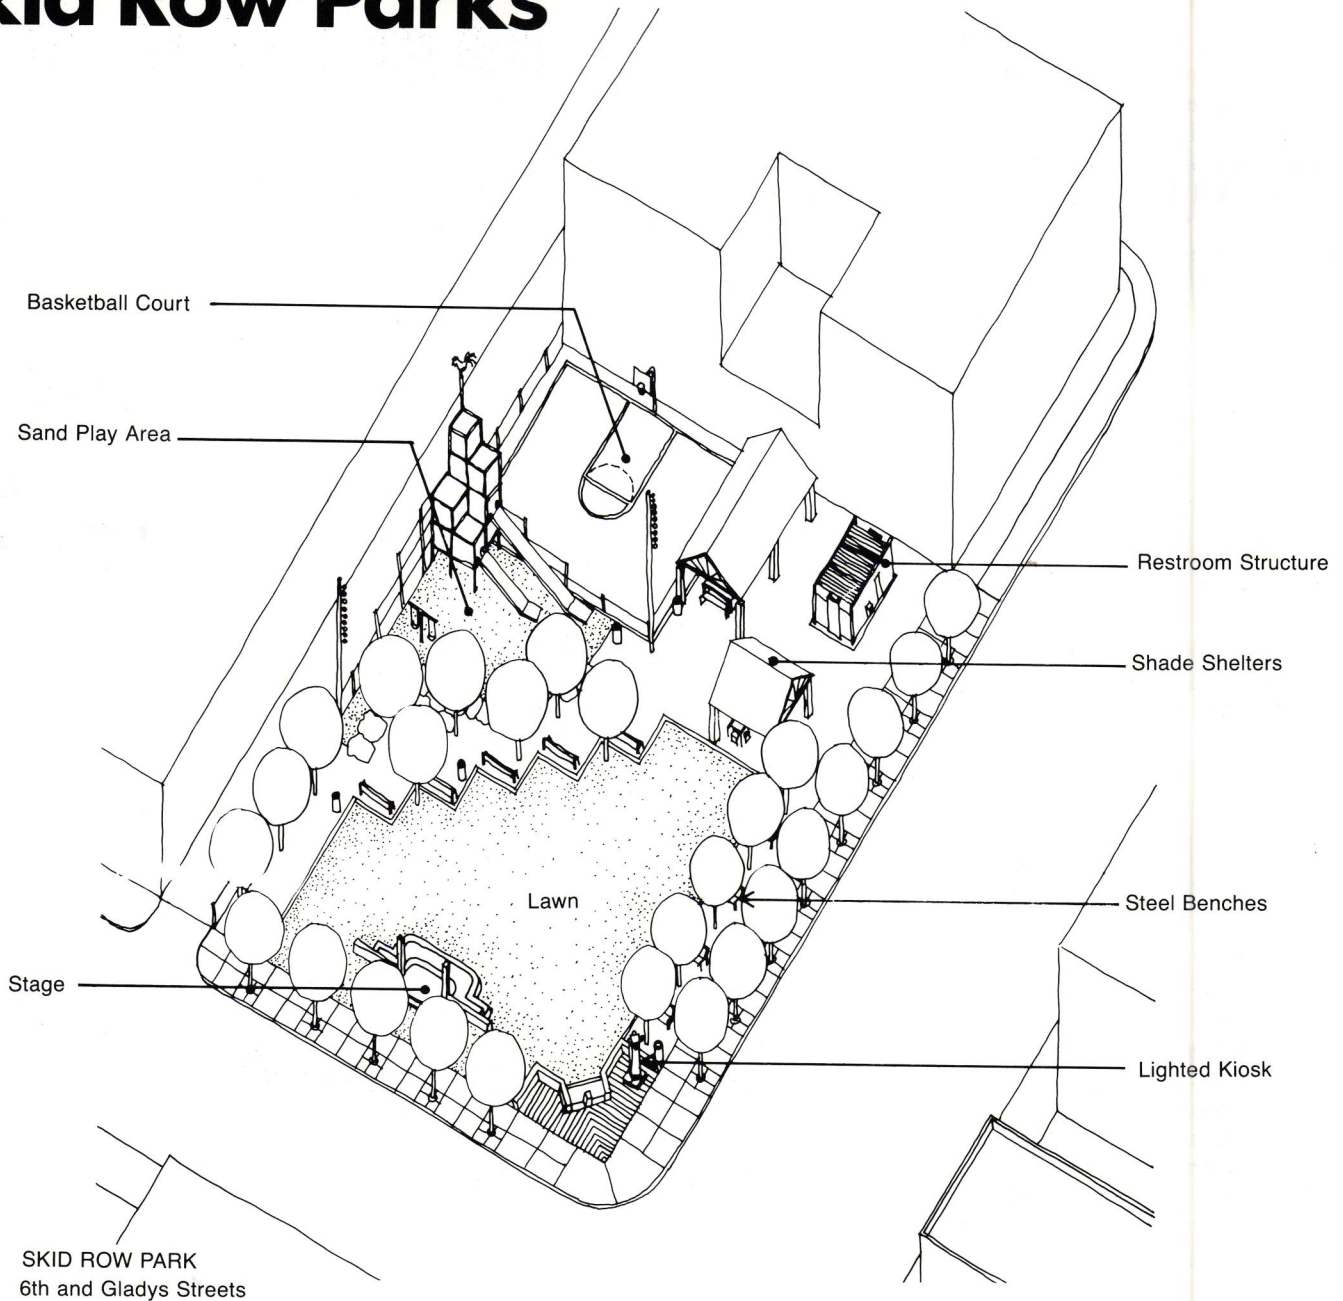 kid Row Parks
Basketball Court
Sand Play Area
Restroom Structure
Shade Shelters
Lawn
Steel Benches
Stage
Lighted Kiosk
SKID ROW PARK
6th and Gladys Streets